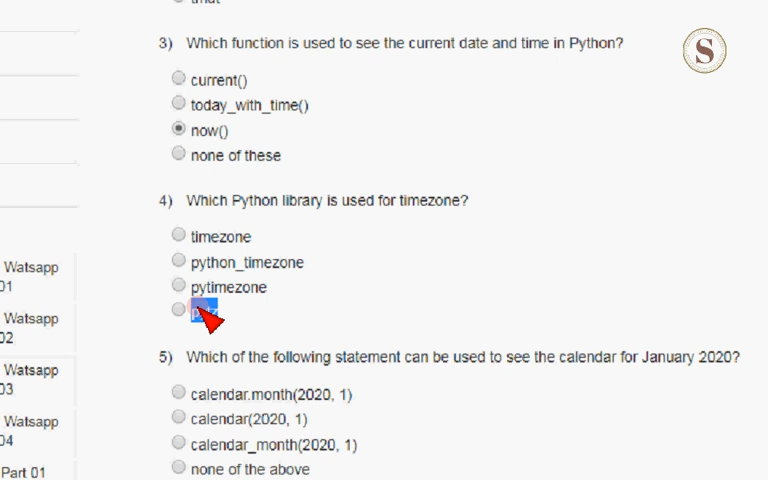 3) Which function is used to see the current date and time in Python?
S
current()
today_with_time()
now()
none of these
4) Which Python library is used for timezone?
timezone
Watsapp
01
python_timezone
pytimezone
Watsapp
02
5) Which of the following statement can be used to see the calendar for January 2020?
Watsapp
03
calendar.month(2020, 1)
calendar(2020, 1)
Watsapp
04
calendar_month(2020, 1)
none of the above
Part 01